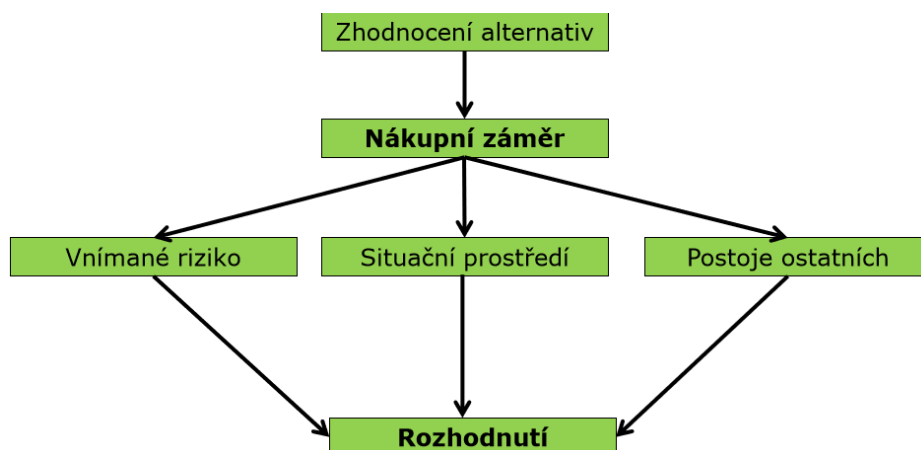 Zhodnocení alternativ
Nákupní záměr
Vnímané riziko
Situační prostředí
Postoje ostatních
Rozhodnutí